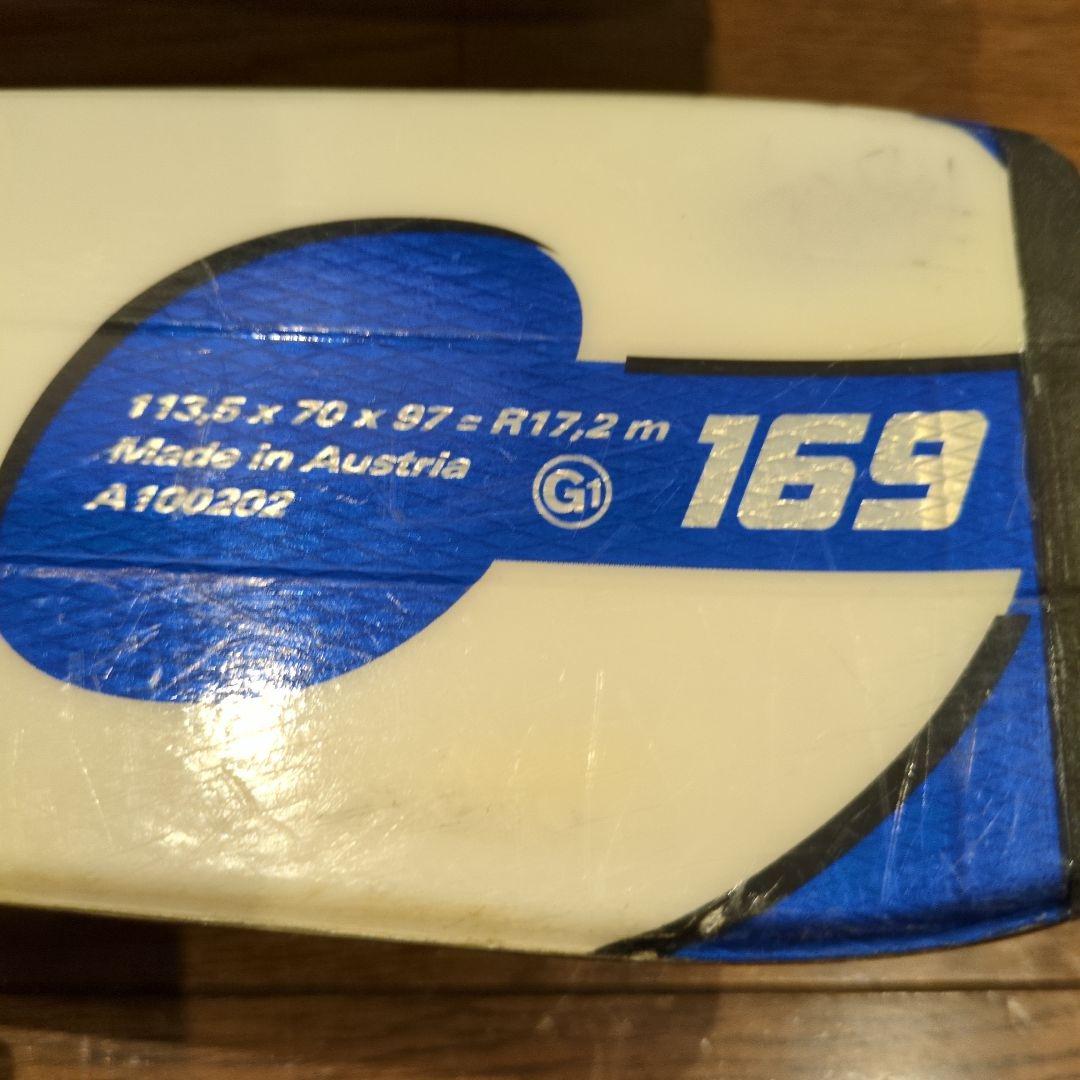 113,5 x 70 x 97 = R17,2 m
Made in Austria
A100202
G1
169